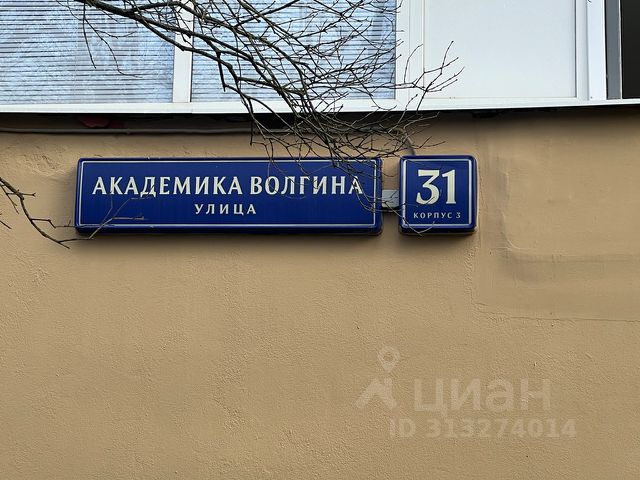 АКАДЕМИКА ВОЛГИНА
УЛИЦА
31
КОРПУС 3
циан
ID 313274014